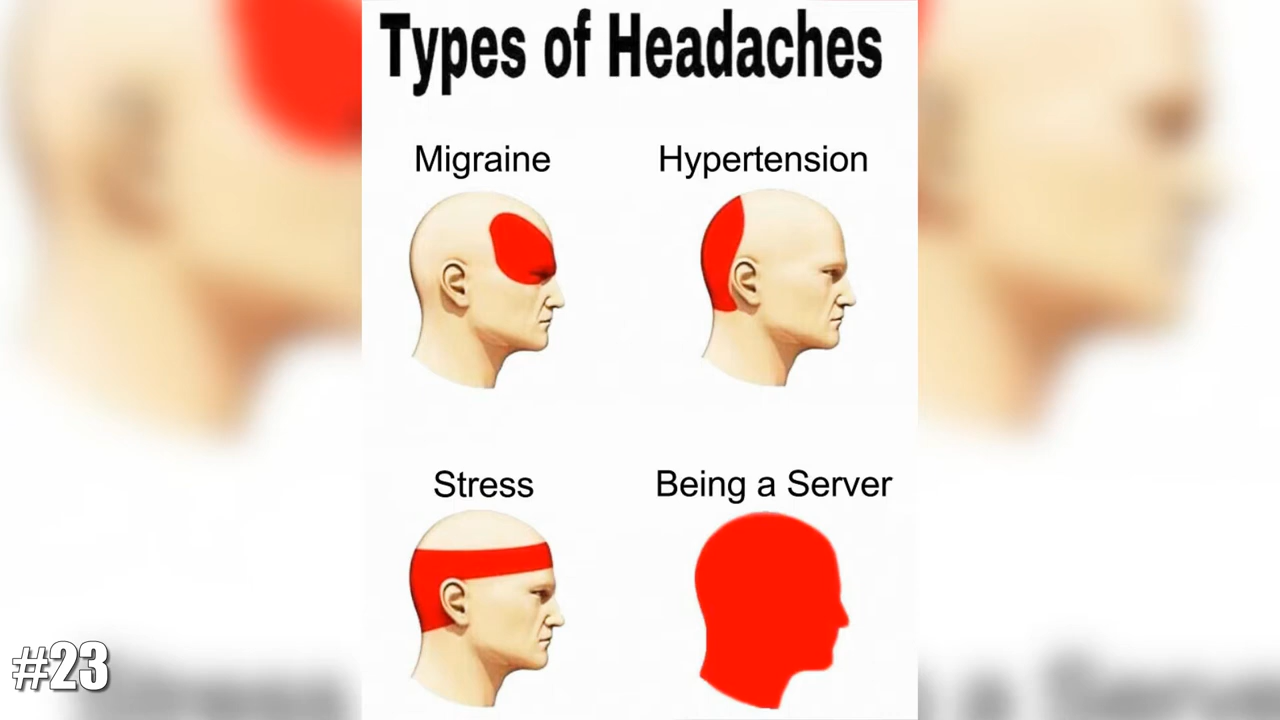 Types of Headaches
Migraine
Hypertension
Stress
Being a Server
#23